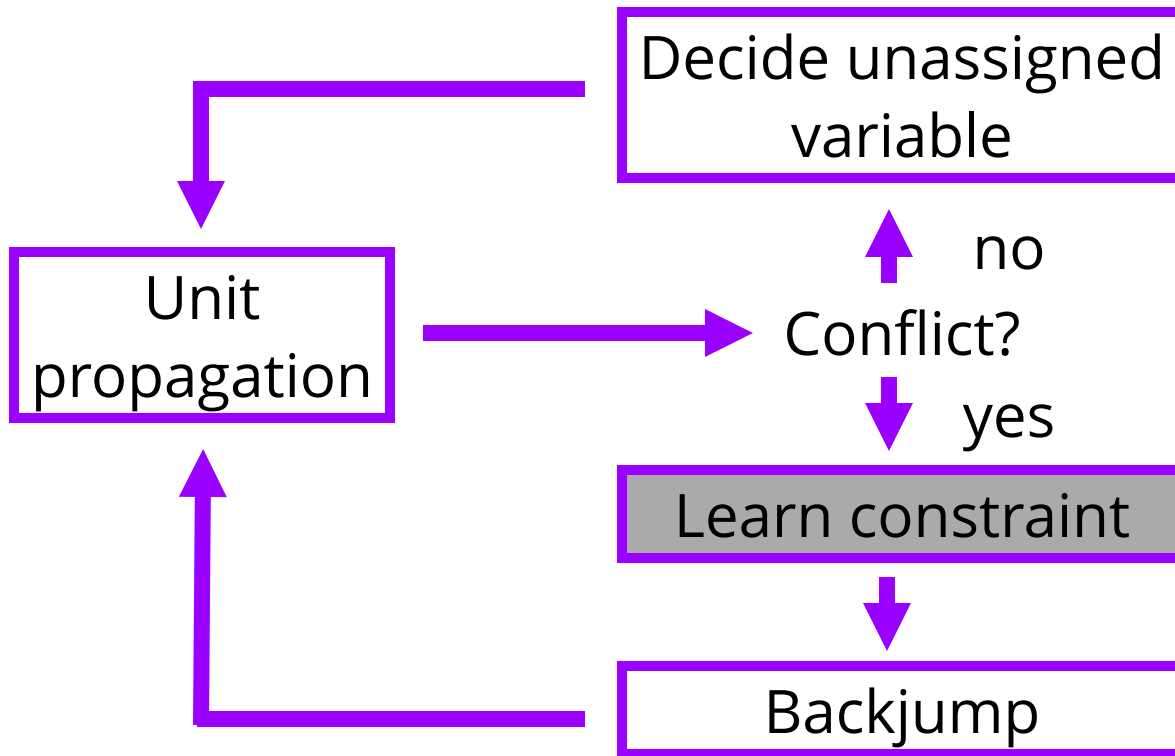 Decide unassigned
variable
no
Unit
propagation
Conflict?
yes
Learn constraint
Backjump